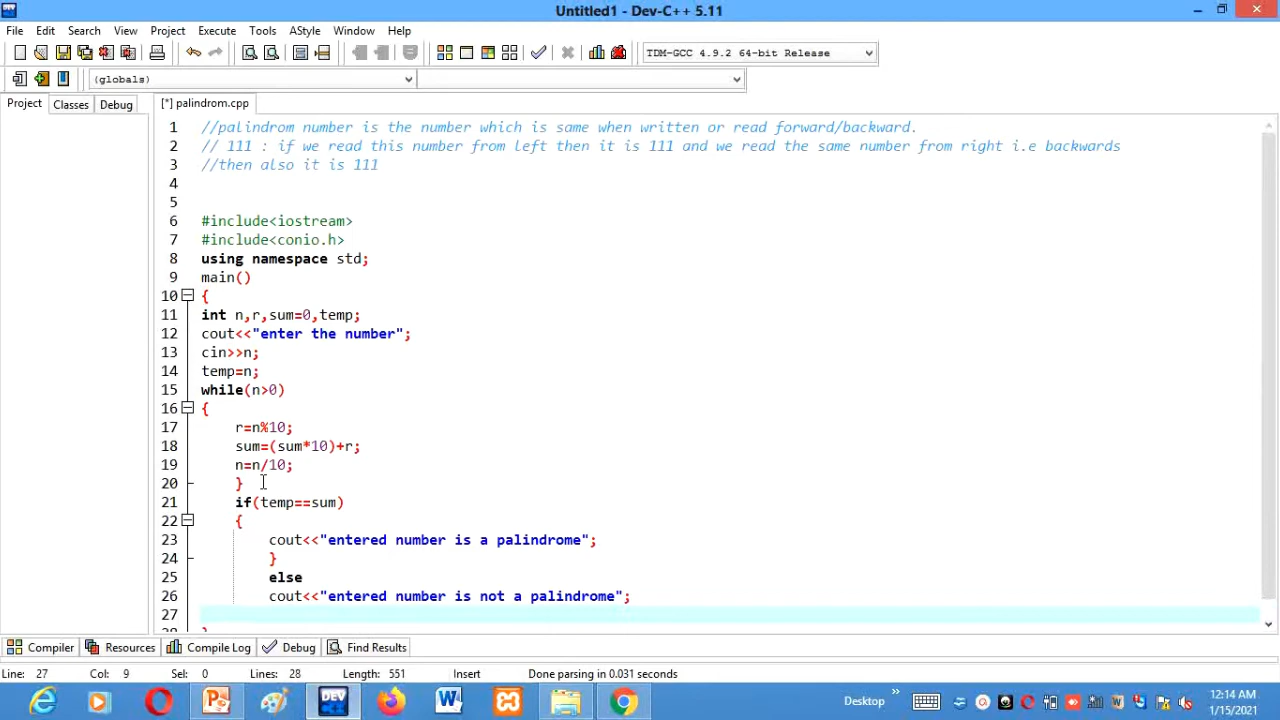 Untitled1 - Dev-C++ 5.11
File Edit Search View Project Execute Tools AStyle Window Help
TDM-GCC 4.9.2 64-bit Release
(globals)
Project Classes Debug
[*] palindrom.cpp
1 //palindrom number is the number which is same when written or read forward/backward.
2 // 111 : if we read this number from left then it is 111 and we read the same number from right i.e backwards
3 //then also it is 111
4
5
6 #include<iostream>
7 #include<conio.h>
8 using namespace std;
9 main()
10 {
11 int n,r,sum=0,temp;
12 cout<<"enter the number";
13 cin>>n;
14 temp=n;
15 while(n>0)
16 {
17 r=n%10;
18 sum=(sum*10)+r;
19 n=n/10;
20 }
21 if(temp==sum)
22 {
23 cout<<"entered number is a palindrome";
24 }
25 else
26 cout<<"entered number is not a palindrome";
27
Compiler Resources Compile Log Debug Find Results
Line: 27 Col: 9 Sel: 0 Lines: 28 Length: 551 Insert Done parsing in 0.031 seconds
Desktop
12:14 AM
1/15/2021